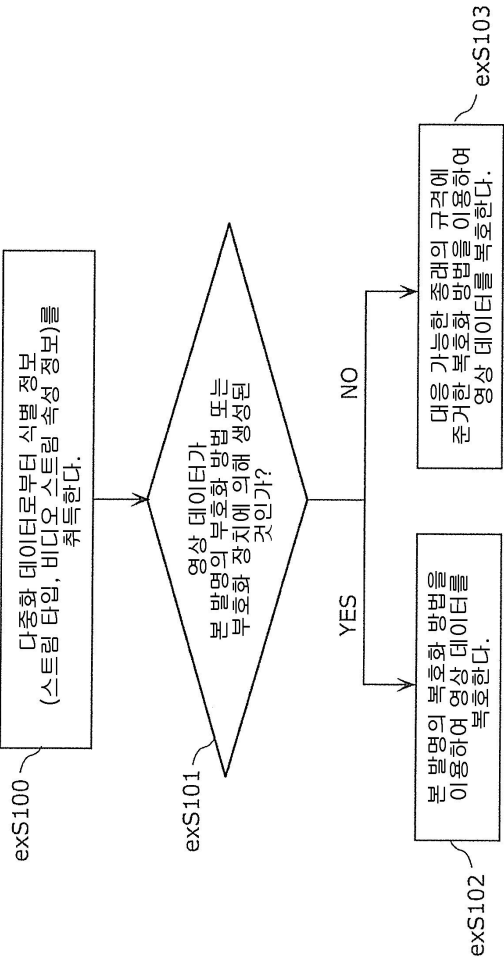 exS100
다중화 데이터로부터 식별 정보
(스트림 타입, 비디오 스트림 속성 정보)를
취득한다.
exS101
영상 데이터가
본 발명의 부호화 방법 또는
부호화 장치에 의해 생성된
것인가?
YES
NO
exS102
본 발명의 복호화 방법을
이용하여 영상 데이터를
복호한다.
exS103
대응 가능한 종래의 규격에
준거한 복호화 방법을 이용하여
영상 데이터를 복호한다.